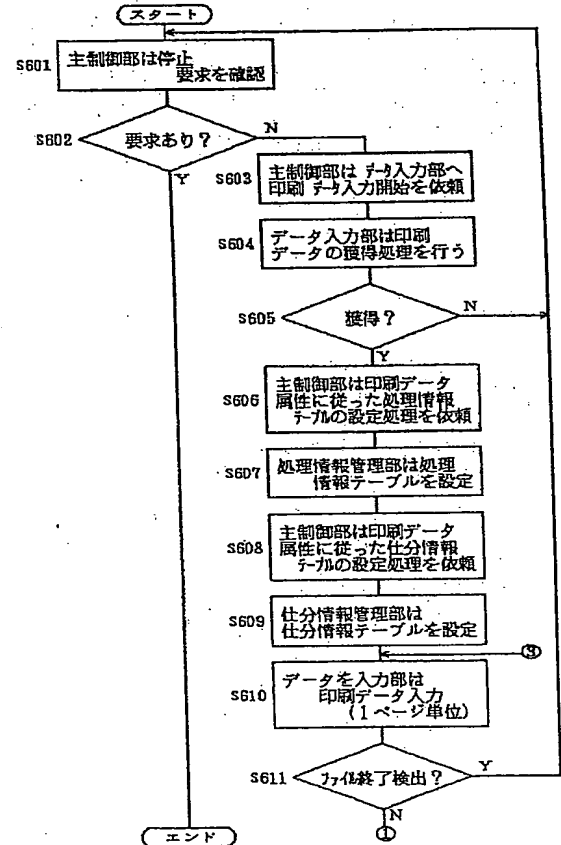 スタート
S601
主制御部は停止
要求を確認
S602
要求あり?
N
Y
S603
主制御部は データ入力部へ
印刷 データ入力開始を依頼
S604
データ入力部は印刷
データの獲得処理を行う
S605
獲得?
N
Y
S606
主制御部は印刷データ
属性に従った処理情報
テーブルの設定処理を依頼
S607
処理情報管理部は処理
情報テーブルを設定
S608
主制御部は印刷データ
属性に従った仕分情報
テーブルの設定処理を依頼
S609
仕分情報管理部は
仕分情報テーブルを設定
③
S610
データを入力部は
印刷データ入力
(1ページ単位)
S611
ファイル終了検出?
Y
N
①
エンド